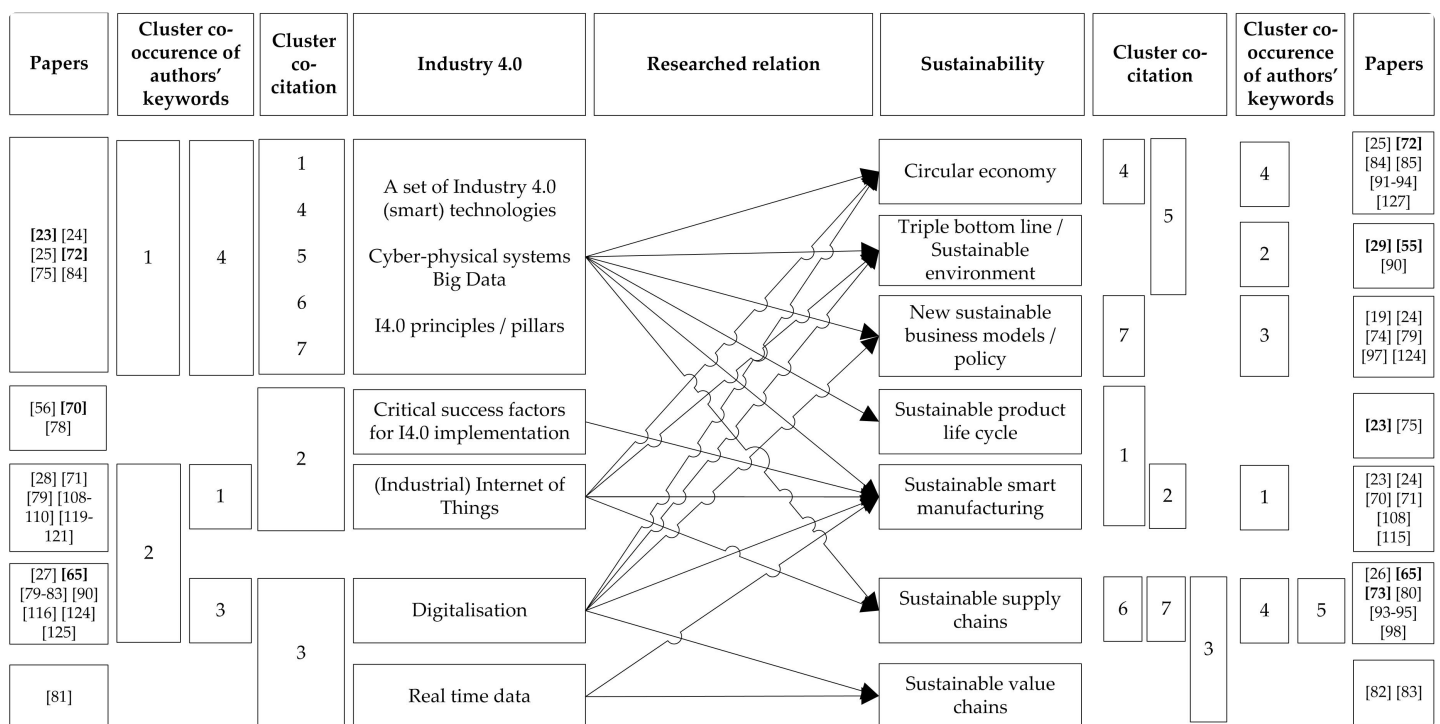 Papers
Cluster co-
occurence of
authors'
keywords
Cluster
co-
citation
Industry 4.0
Researched relation
Sustainability
Cluster co-
citation
Cluster co-
occurence
of authors'
keywords
Papers
[23] [24]
[25] [72]
[75] [84]
1
4
1
4
5
6
7
A set of Industry 4.0
(smart) technologies
Cyber-physical systems
Big Data
I4.0 principles / pillars
[56] [70]
[78]
2
Critical success factors
for I4.0 implementation
[28] [71]
[79] [108-
110] [119-
121]
2
1
(Industrial) Internet of
Things
[27] [65]
[79-83] [90]
[116] [124]
[125]
3
3
Digitalisation
[81]
Real time data
Circular economy
4
5
4
[25] [72]
[84] [85]
[91-94]
[127]
Triple bottom line /
Sustainable
environment
2
[29] [55]
[90]
New sustainable
business models /
policy
7
3
[19] [24]
[74] [79]
[97] [124]
Sustainable product
life cycle
1
[23] [75]
Sustainable smart
manufacturing
2
1
[23] [24]
[70] [71]
[108]
[115]
Sustainable supply
chains
6
7
3
4
5
[26] [65]
[73] [80]
[93-95]
[98]
Sustainable value
chains
[82] [83]